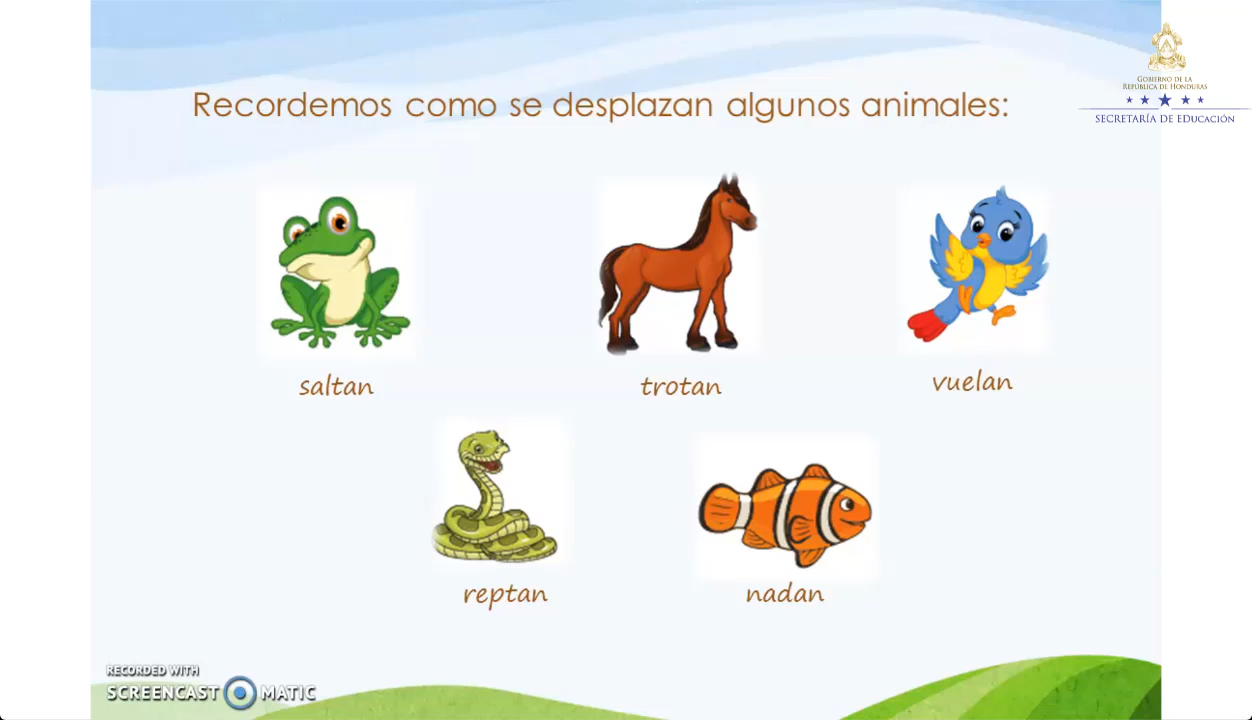 Recordemos como se desplazan algunos animales:
GOBIERNO DE LA
REPÚBLICA DE HONDURAS
SECRETARÍA DE EDUCACIÓN
saltan
trotan
vuelan
reptan
nadan
RECORDED WITH
SCREENCAST MATIC